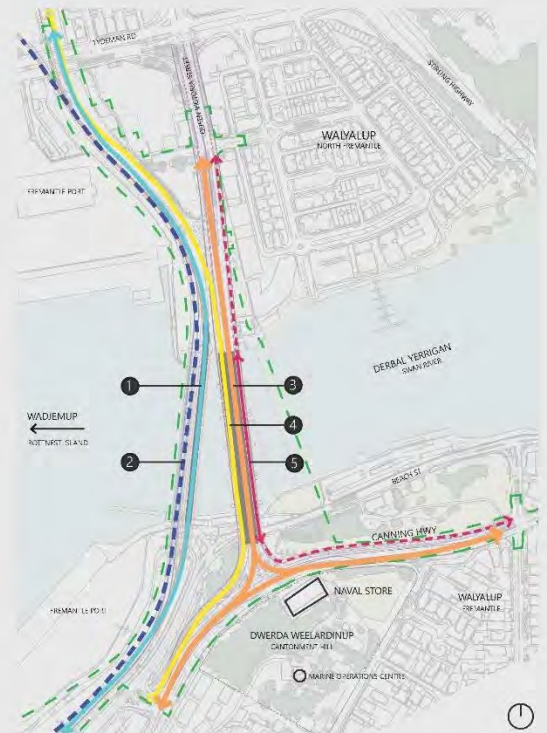 TYDEMAN RD
QUEEN VICTORIA STREET
STIRLING HIGHWAY
WALYALUP
NORTH FREMANTLE
FREMANTLE PORT
DERBAL YERRIGAN
SWAN RIVER
1
3
4
WADJEMUP
ROTTNEST ISLAND
2
5
BEACH ST
CANNING HWY
NAVAL STORE
WALYALUP
FREMANTLE
FREMANTLE PORT
DWERDA WEELARDINUP
CANTONMENT HILL
MARINE OPERATIONS CENTRE